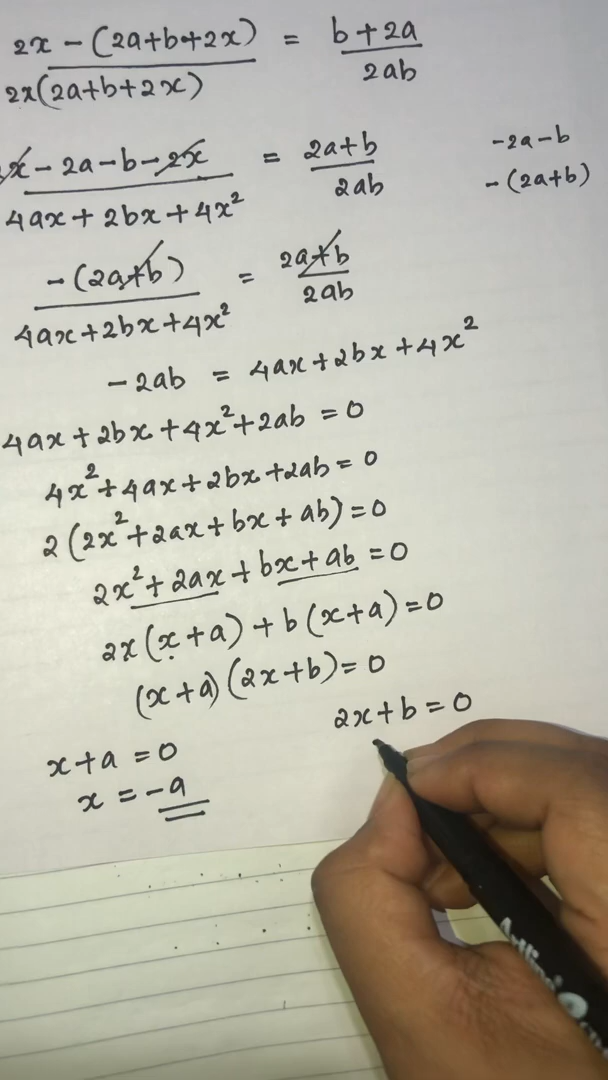 2x - (2a+b+2x) / 2x(2a+b+2x) = b+2a / 2ab
x - 2a - b - 2x / 4ax + 2bx + 4x² = 2a+b / 2ab
-2a-b
-(2a+b)
-(2a+b) / 4ax+2bx+4x² = 2a+b / 2ab
-2ab = 4ax+2bx+4x²
4ax+2bx+4x²+2ab=0
4x²+4ax+2bx+2ab=0
2(2x²+2ax+bx+ab)=0
2x²+2ax+bx+ab=0
2x(x+a)+b(x+a)=0
(x+a)(2x+b)=0
x+a=0
x=-a
2x+b=0